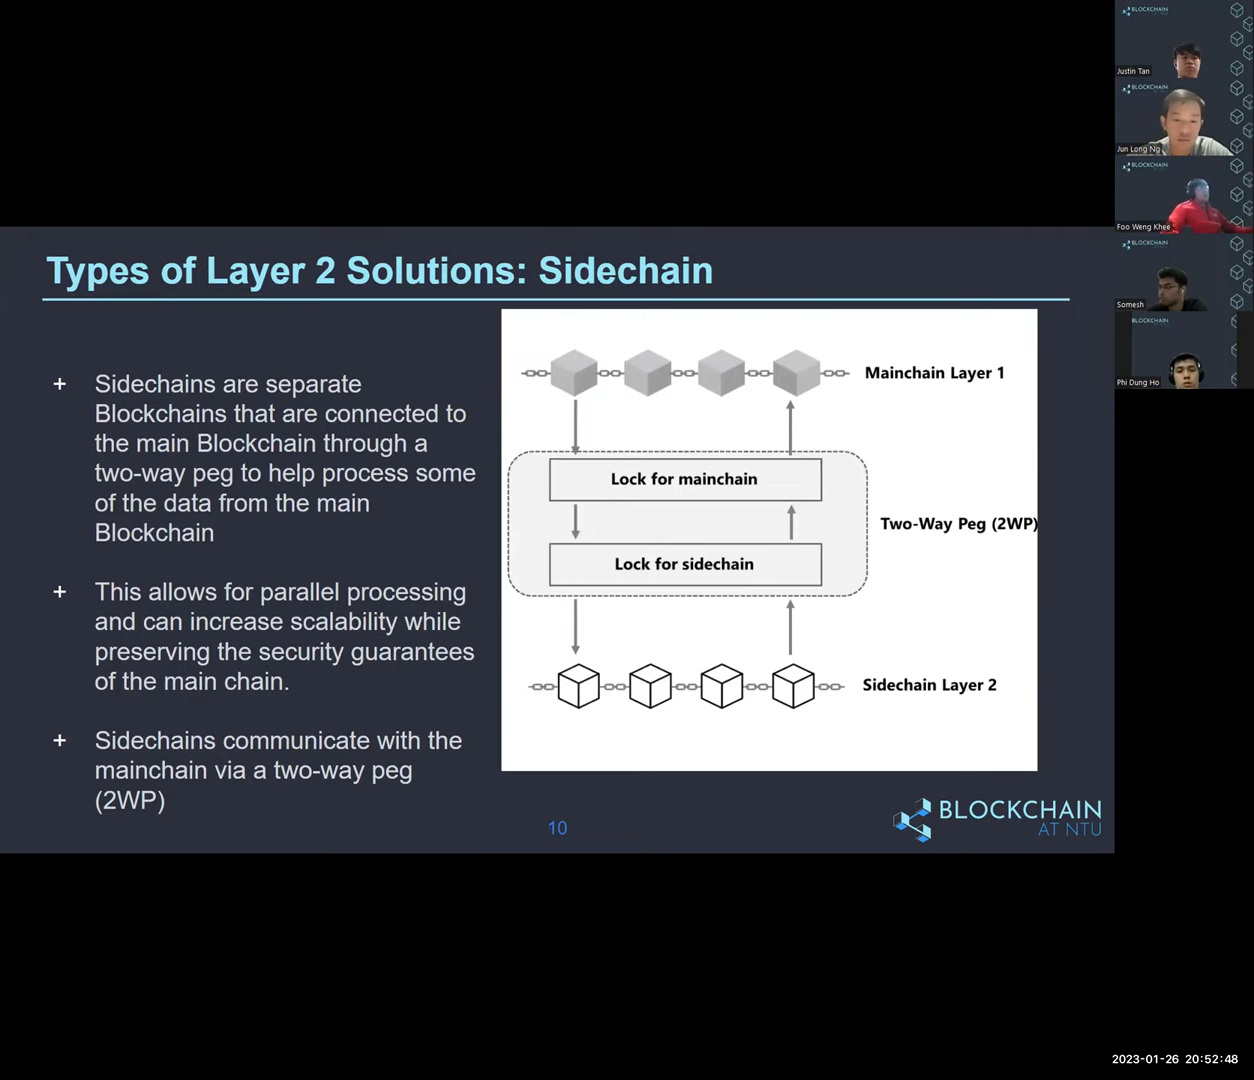 BLOCKCHAIN
Justin Tan
BLOCKCHAIN
Jun Long Ng
BLOCKCHAIN
Foo Weng Khee
BLOCKCHAIN
Somesh
BLOCKCHAIN
Phi Dung Ho
Types of Layer 2 Solutions: Sidechain
+ Sidechains are separate
Blockchains that are connected to
the main Blockchain through a
two-way peg to help process some
of the data from the main
Blockchain
+ This allows for parallel processing
and can increase scalability while
preserving the security guarantees
of the main chain.
+ Sidechains communicate with the
mainchain via a two-way peg
(2WP)
Mainchain Layer 1
Lock for mainchain
Two-Way Peg (2WP)
Lock for sidechain
Sidechain Layer 2
10
BLOCKCHAIN
AT NTU
2023-01-26 20:52:48